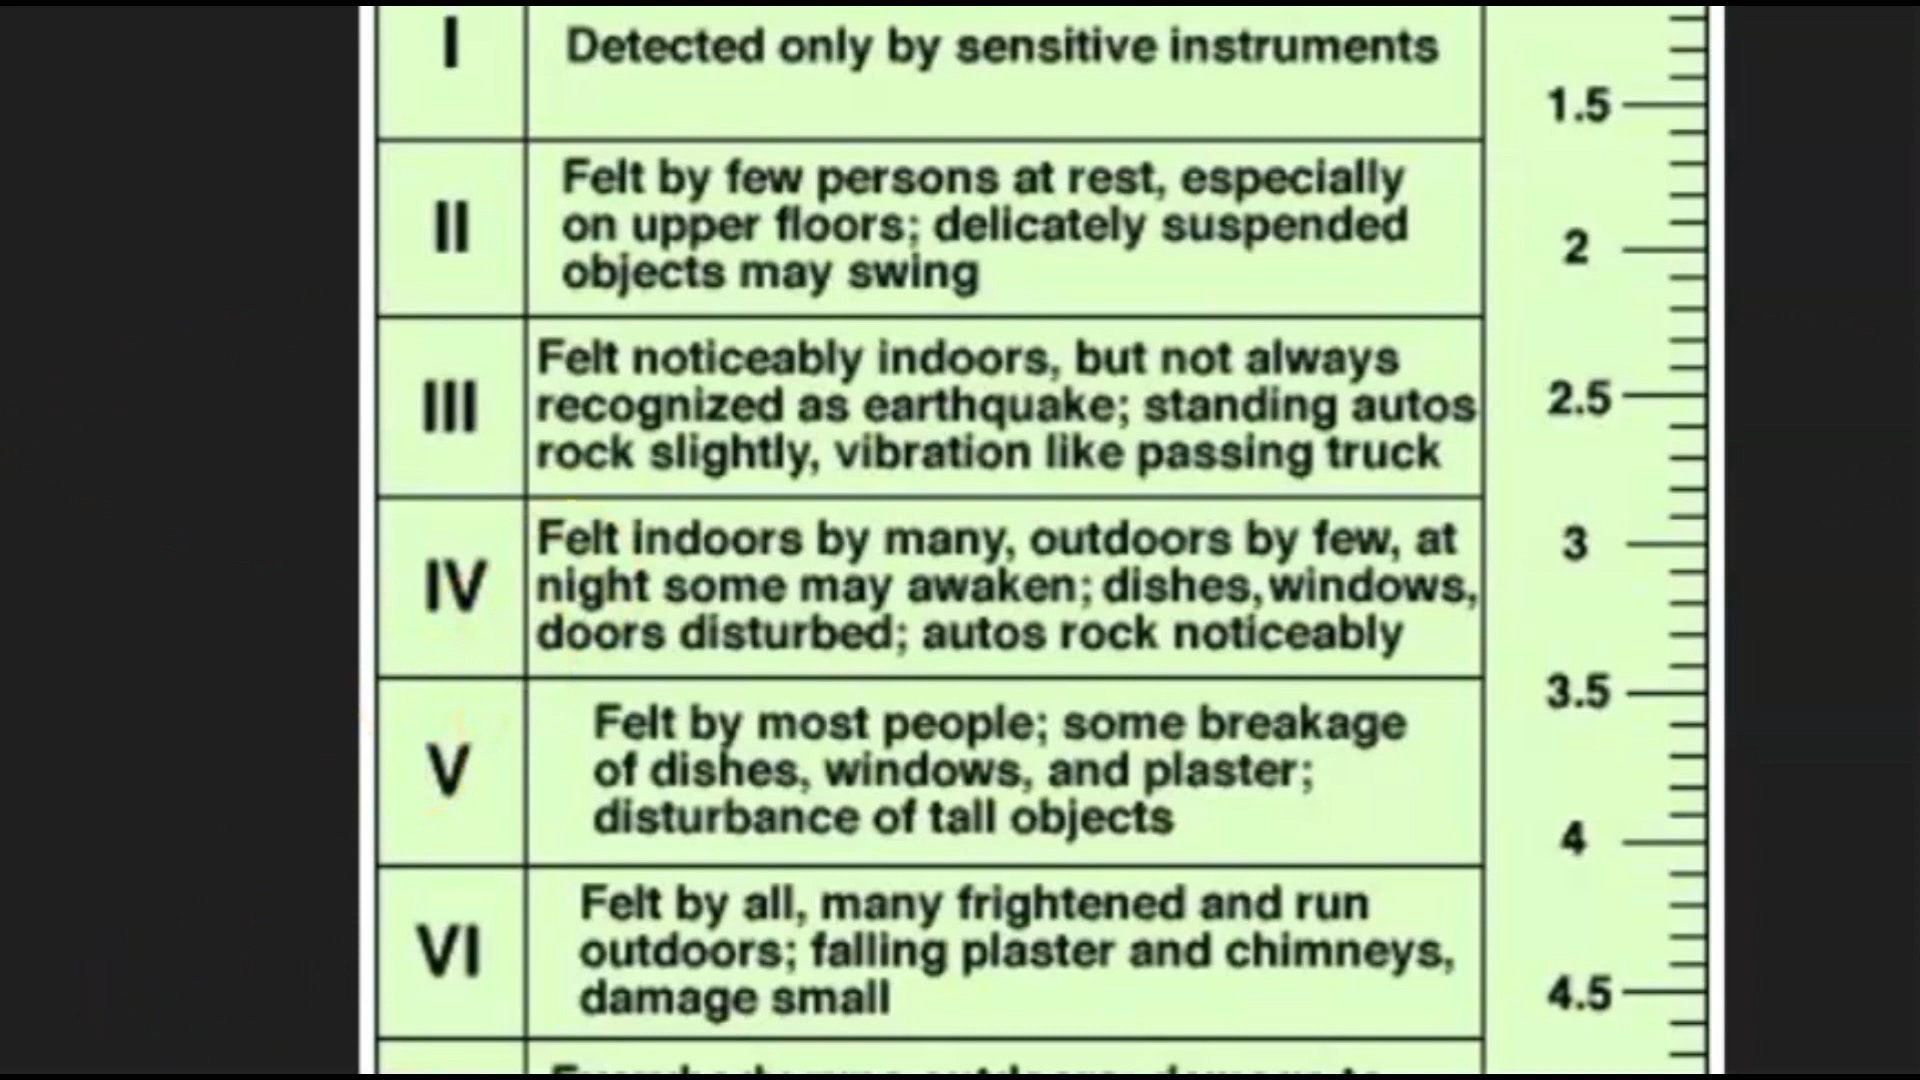 I
Detected only by sensitive instruments
1.5
II
Felt by few persons at rest, especially
on upper floors; delicately suspended
objects may swing
2
III
Felt noticeably indoors, but not always
recognized as earthquake; standing autos
rock slightly, vibration like passing truck
2.5
IV
Felt indoors by many, outdoors by few, at
night some may awaken; dishes, windows,
doors disturbed; autos rock noticeably
3
3.5
V
Felt by most people; some breakage
of dishes, windows, and plaster;
disturbance of tall objects
4
VI
Felt by all, many frightened and run
outdoors; falling plaster and chimneys,
damage small
4.5